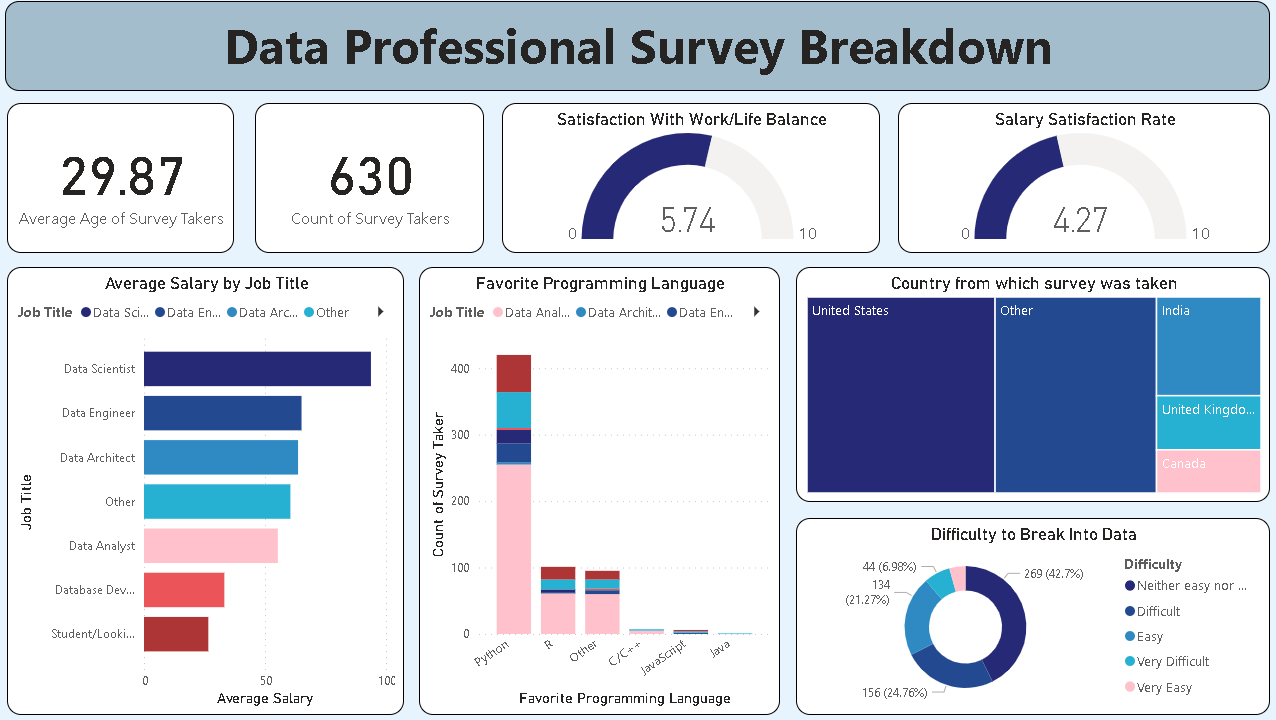 Data Professional Survey Breakdown
29.87
Average Age of Survey Takers
630
Count of Survey Takers
Satisfaction With Work/Life Balance
5.74
0
10
Salary Satisfaction Rate
4.27
0
10
Average Salary by Job Title
Job Title Data Sci... Data En... Data Arc... Other
Job Title
Data Scientist
Data Engineer
Data Architect
Other
Data Analyst
Database Dev...
Student/Looki...
0 50 100
Average Salary
Favorite Programming Language
Job Title Data Anal... Data Archit... Data En...
Count of Survey Taker
400
300
200
100
0
Python R Other C/C++ JavaScript Java
Favorite Programming Language
Country from which survey was taken
United States
Other
India
United Kingdo...
Canada
Difficulty to Break Into Data
44 (6.98%)
134
(21.27%)
156 (24.76%)
269 (42.7%)
Difficulty
Neither easy nor ...
Difficult
Easy
Very Difficult
Very Easy